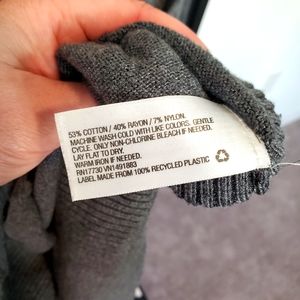 53% COTTON / 40% RAYON / 7% NYLON.
MACHINE WASH COLD WITH LIKE COLORS. GENTLE
CYCLE. ONLY NON-CHLORINE BLEACH IF NEEDED.
LAY FLAT TO DRY.
WARM IRON IF NEEDED.
RN17730 VN1491883
LABEL MADE FROM 100% RECYCLED PLASTIC